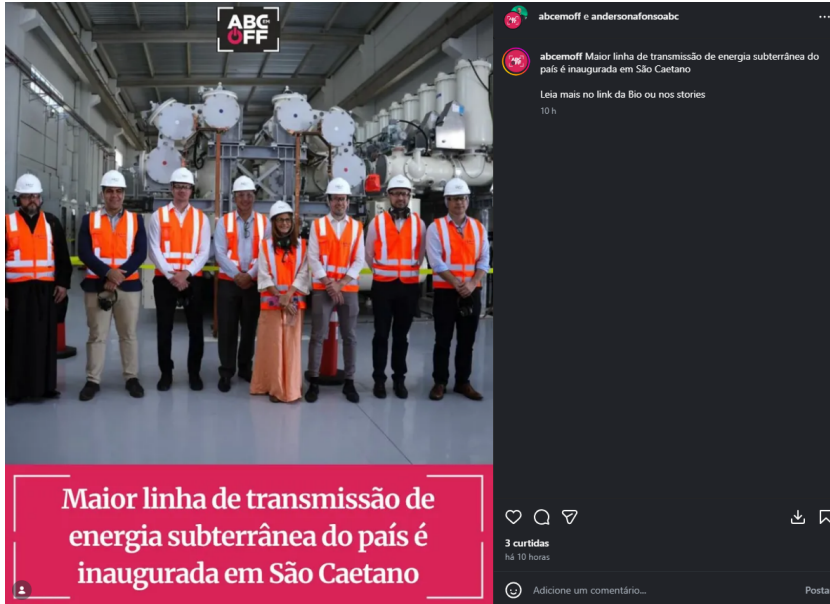 ABC EM
OFF
Maior linha de transmissão de
energia subterrânea do país é
inaugurada em São Caetano
abcemoff e andersonafonsoabc
abcemoff Maior linha de transmissão de energia subterrânea do
país é inaugurada em São Caetano
Leia mais no link da Bio ou nos stories
10 h
3 curtidas
há 10 horas
Adicione um comentário...
Posta